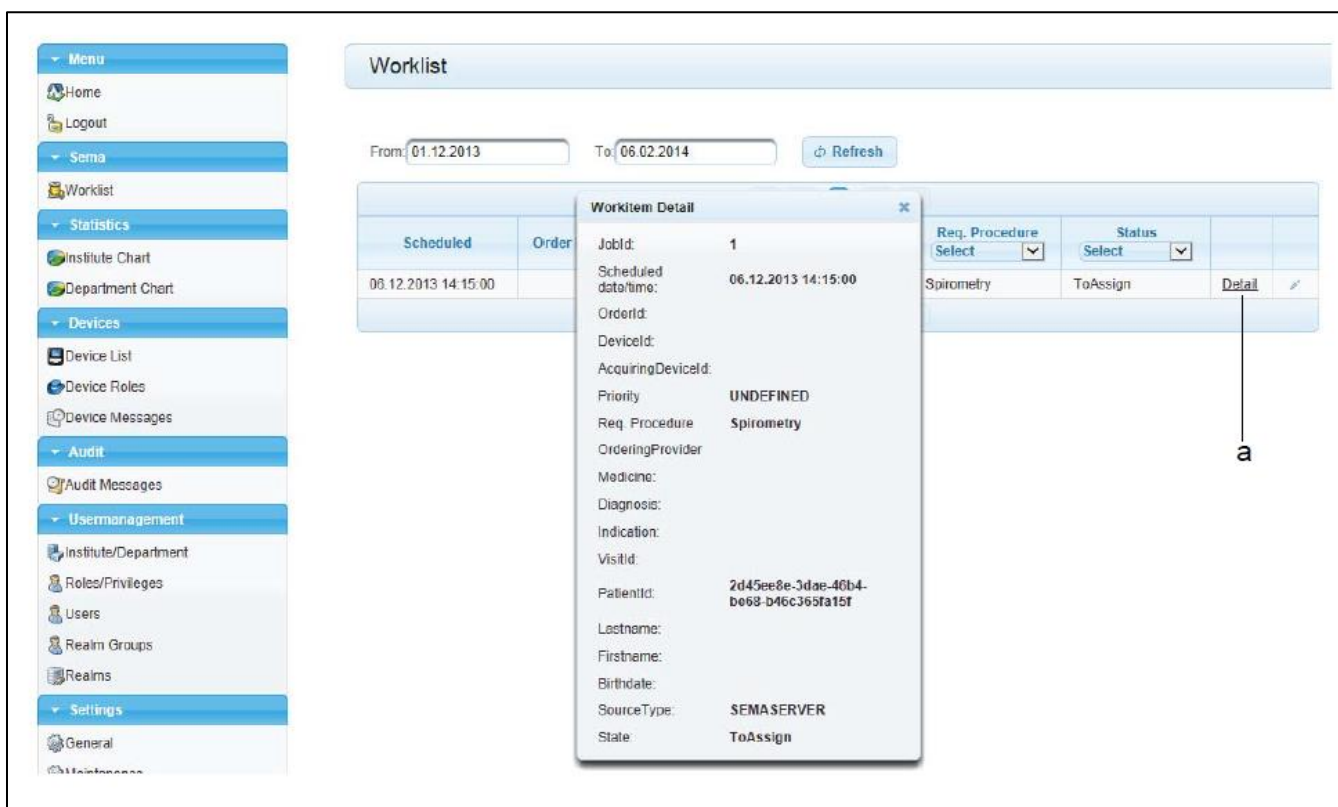 Menu
Home
Logout
Sema
Worklist
Statistics
Institute Chart
Department Chart
Devices
Device List
Device Roles
Device Messages
Audit
Audit Messages
Usermanagement
Institute/Department
Roles/Privileges
Users
Realm Groups
Realms
Settings
General
Maintenance
Worklist
From: 01.12.2013 To: 06.02.2014 Refresh
Scheduled Order Req. Procedure Status
Select Select
06.12.2013 14:15:00 Spirometry ToAssign Detail
a
Workitem Detail
JobId: 1
Scheduled date/time: 06.12.2013 14:15:00
OrderId:
DeviceId:
AcquiringDeviceId:
Priority UNDEFINED
Req. Procedure Spirometry
OrderingProvider
Medicine:
Diagnosis:
Indication:
VisitId:
PatientId: 2d45ee8e-3dae-46b4-
be68-b46c365fa15f
Lastname:
Firstname:
Birthdate:
SourceType: SEMASERVER
State: ToAssign